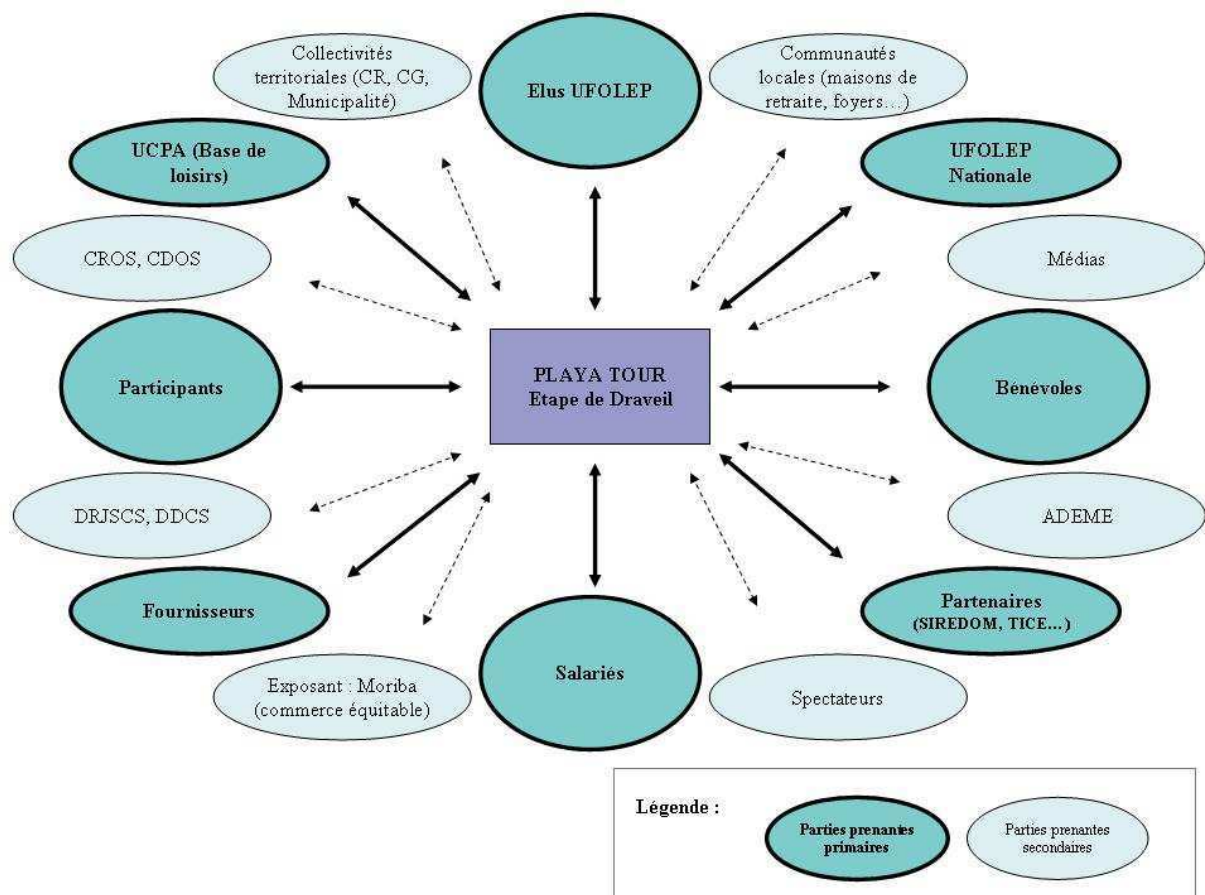 Collectivités
territoriales (CR, CG,
Municipalité)
Elus UFOLEP
Communautés
locales (maisons de
retraite, foyers…)
UCPA (Base de
loisirs)
UFOLEP
Nationale
CROS, CDOS
Médias
Participants
PLAYA TOUR
Etape de Draveil
Bénévoles
DRJSCS, DDCS
ADEME
Fournisseurs
Partenaires
(SIREDOM, TICE…)
Exposant : Moriba
(commerce équitable)
Salariés
Spectateurs
Légende :
Parties prenantes
primaires
Parties prenantes
secondaires